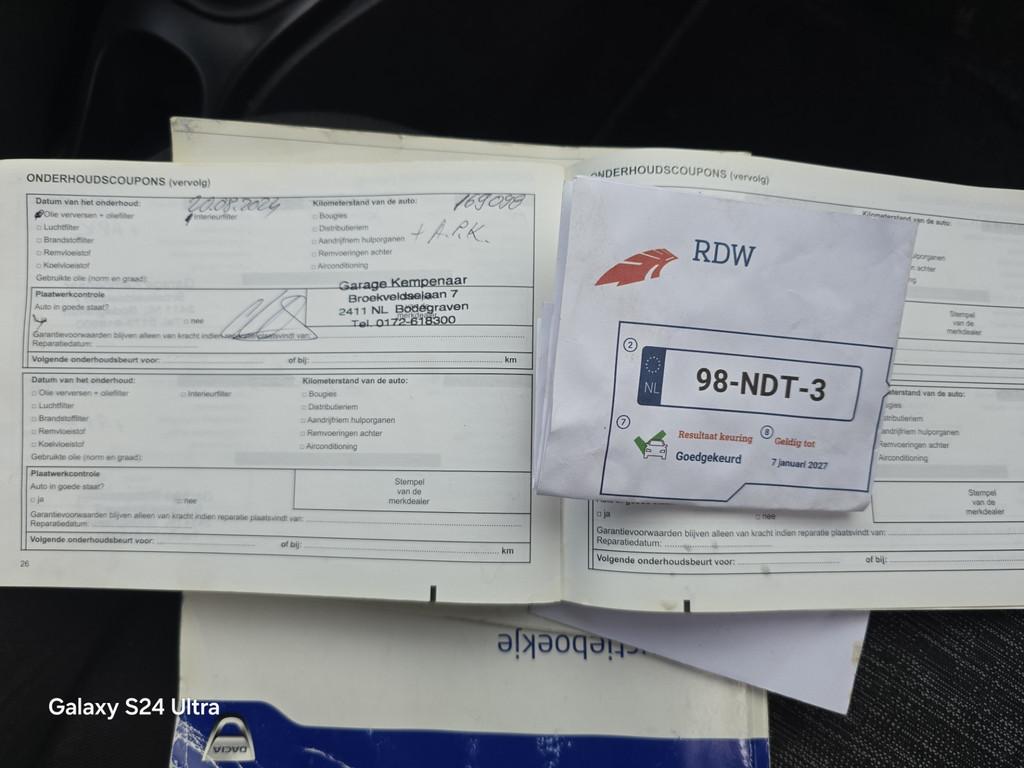 ONDERHOUDSCOUPONS (vervolg)
Datum van het onderhoud: 20.08.2024
Kilometerstand van de auto: 169098
Olie verversen + oliefilter
Interieurfilter
Bougies
Luchtfilter
Distributieriem
Brandstoffilter
Aandrijfriem hulporganen
+ A.P.K.
Remvloeistof
Remvoeringen achter
Koelvloeistof
Airconditioning
Gebruikte olie (norm en graad):
Plaatwerkcontrole
Auto in goede staat?
nee
Garage Kempenaar
Broekveldselaan 7
2411 NL Bodegraven
Tel. 0172-618300
Garantievoorwaarden blijven alleen van kracht indien reparatie plaatsvindt van:
Reparatiedatum:
Volgende onderhoudsbeurt voor: of bij: km
Datum van het onderhoud:
Kilometerstand van de auto:
Olie verversen + oliefilter
Interieurfilter
Bougies
Luchtfilter
Distributieriem
Brandstoffilter
Aandrijfriem hulporganen
Remvloeistof
Remvoeringen achter
Koelvloeistof
Airconditioning
Gebruikte olie (norm en graad):
Plaatwerkcontrole
Auto in goede staat?
ja
nee
Stempel
van de
merkdealer
Garantievoorwaarden blijven alleen van kracht indien reparatie plaatsvindt van:
Reparatiedatum:
Volgende onderhoudsbeurt voor: of bij: km
26
ONDERHOUDSCOUPONS (vervolg)
Stempel
van de
merkdealer
RDW
2
NL
98-NDT-3
7
Resultaat keuring
Goedgekeurd
8
Geldig tot
7 januari 2027
Airconditioning
Stempel
van de
merkdealer
ja
nee
Garantievoorwaarden blijven alleen van kracht indien reparatie plaatsvindt van:
Reparatiedatum:
Volgende onderhoudsbeurt voor: of bij:
ctieboekje
DACIA
Galaxy S24 Ultra